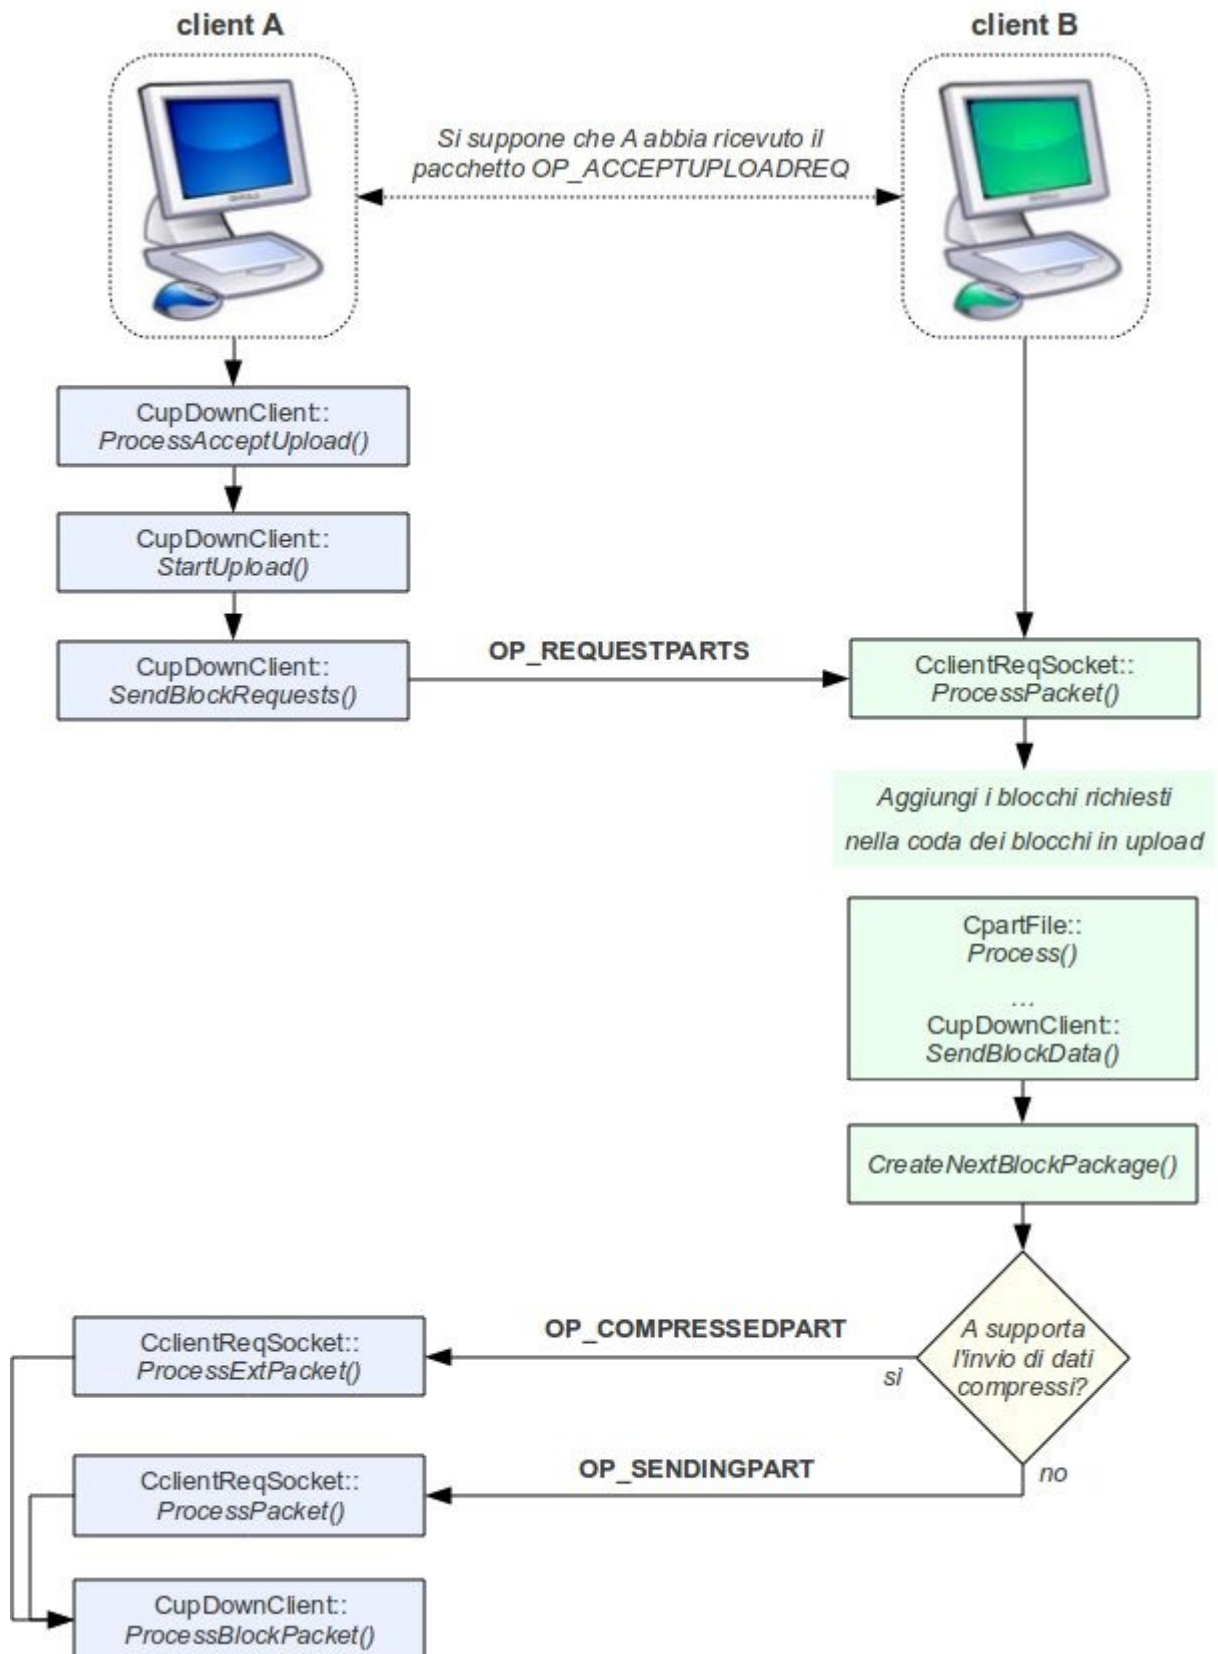 client A
client B
Si suppone che A abbia ricevuto il
pacchetto OP_ACCEPTUPLOADREQ
CupDownClient::
ProcessAcceptUpload()
CupDownClient::
StartUpload()
CupDownClient::
SendBlockRequests()
OP_REQUESTPARTS
CclientReqSocket::
ProcessPacket()
Aggiungi i blocchi richiesti
nella coda dei blocchi in upload
CpartFile::
Process()
...
CupDownClient::
SendBlockData()
CreateNextBlockPackage()
A supporta
l'invio di dati
compressi?
sì
OP_COMPRESSEDPART
CclientReqSocket::
ProcessExtPacket()
no
OP_SENDINGPART
CclientReqSocket::
ProcessPacket()
CupDownClient::
ProcessBlockPacket()